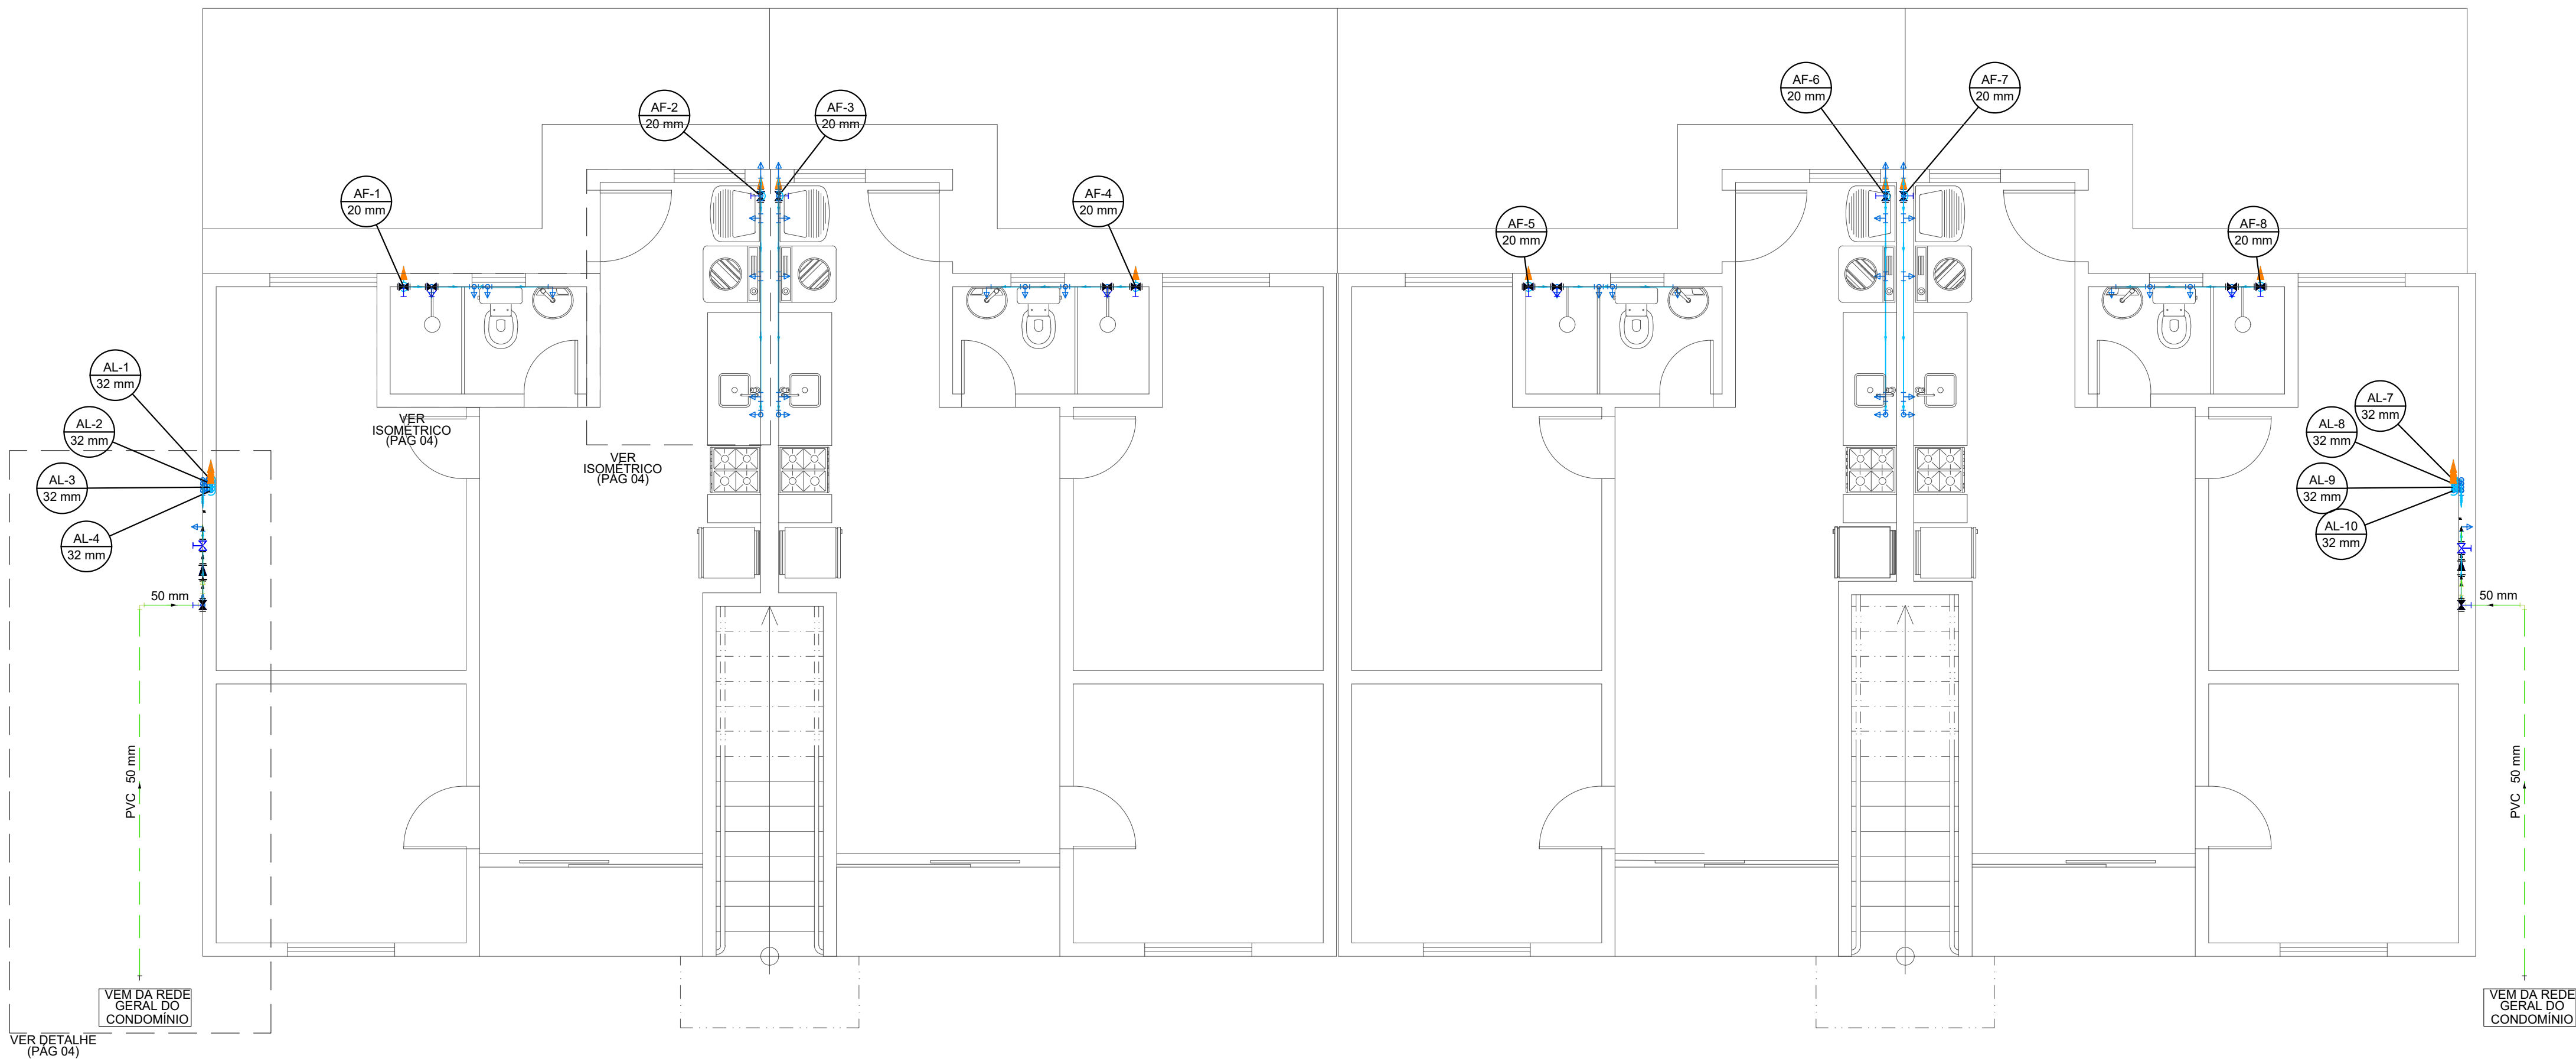 AF-6
20 mm
AF-7
20 mm
AF-2
20 mm
AF-3
20 mm
AF-1
20 mm
AF-4
20 mm
AF-5
20 mm
AF-8
20 mm
AL-1
32 mm
AL-2
32 mm
AL-3
32 mm
AL-4
32 mm
VER
ISOMÉTRICO
(PÁG 04)
VER
ISOMÉTRICO
(PÁG 04)
AL-7
32 mm
AL-8
32 mm
AL-9
32 mm
AL-10
32 mm
50 mm
50 mm
PVC 50 mm
PVC 50 mm
VEM DA REDE
GERAL DO
CONDOMÍNIO
VER DETALHE
(PÁG 04)
VEM DA REDE
GERAL DO
CONDOMÍNIO